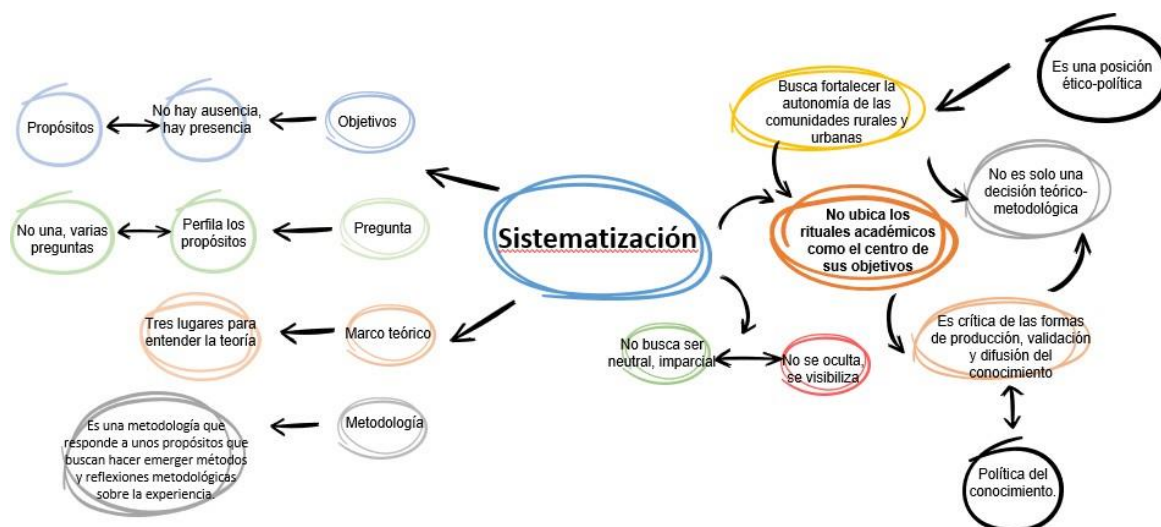 Propósitos
No hay ausencia,
hay presencia
Objetivos
No una, varias
preguntas
Perfila los
propósitos
Pregunta
Tres lugares para
entender la teoría
Marco teórico
Es una metodología que
responde a unos propósitos que
buscan hacer emerger métodos
y reflexiones metodológicas
sobre la experiencia.
Metodología
Sistematización
Busca fortalecer la
autonomía de las
comunidades rurales y
urbanas
Es una posición
ético-política
No es solo una
decisión teórico-
metodológica
No ubica los
rituales académicos
como el centro de
sus objetivos
No busca ser
neutral, imparcial
No se oculta,
se visibiliza
Es crítica de las formas
de producción, validación
y difusión del
conocimiento
Política del
conocimiento.